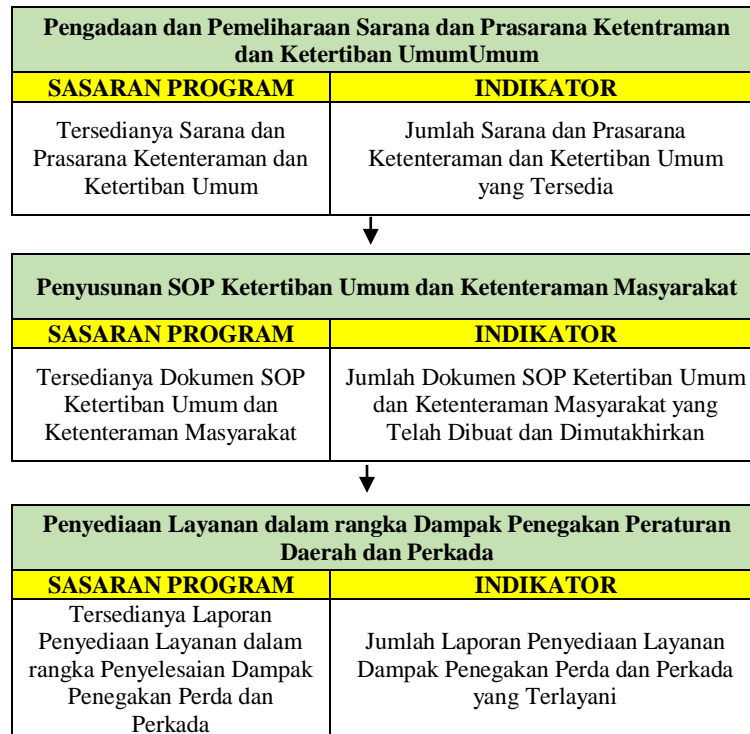 Pengadaan dan Pemeliharaan Sarana dan Prasarana Ketentraman
dan Ketertiban UmumUmum
SASARAN PROGRAM
INDIKATOR
Tersedianya Sarana dan
Prasarana Ketenteraman dan
Ketertiban Umum
Jumlah Sarana dan Prasarana
Ketenteraman dan Ketertiban Umum
yang Tersedia
Penyusunan SOP Ketertiban Umum dan Ketenteraman Masyarakat
SASARAN PROGRAM
INDIKATOR
Tersedianya Dokumen SOP
Ketertiban Umum dan
Ketenteraman Masyarakat
Jumlah Dokumen SOP Ketertiban Umum
dan Ketenteraman Masyarakat yang
Telah Dibuat dan Dimutakhirkan
Penyediaan Layanan dalam rangka Dampak Penegakan Peraturan
Daerah dan Perkada
SASARAN PROGRAM
INDIKATOR
Tersedianya Laporan
Penyediaan Layanan dalam
rangka Penyelesaian Dampak
Penegakan Perda dan
Perkada
Jumlah Laporan Penyediaan Layanan
Dampak Penegakan Perda dan Perkada
yang Terlayani